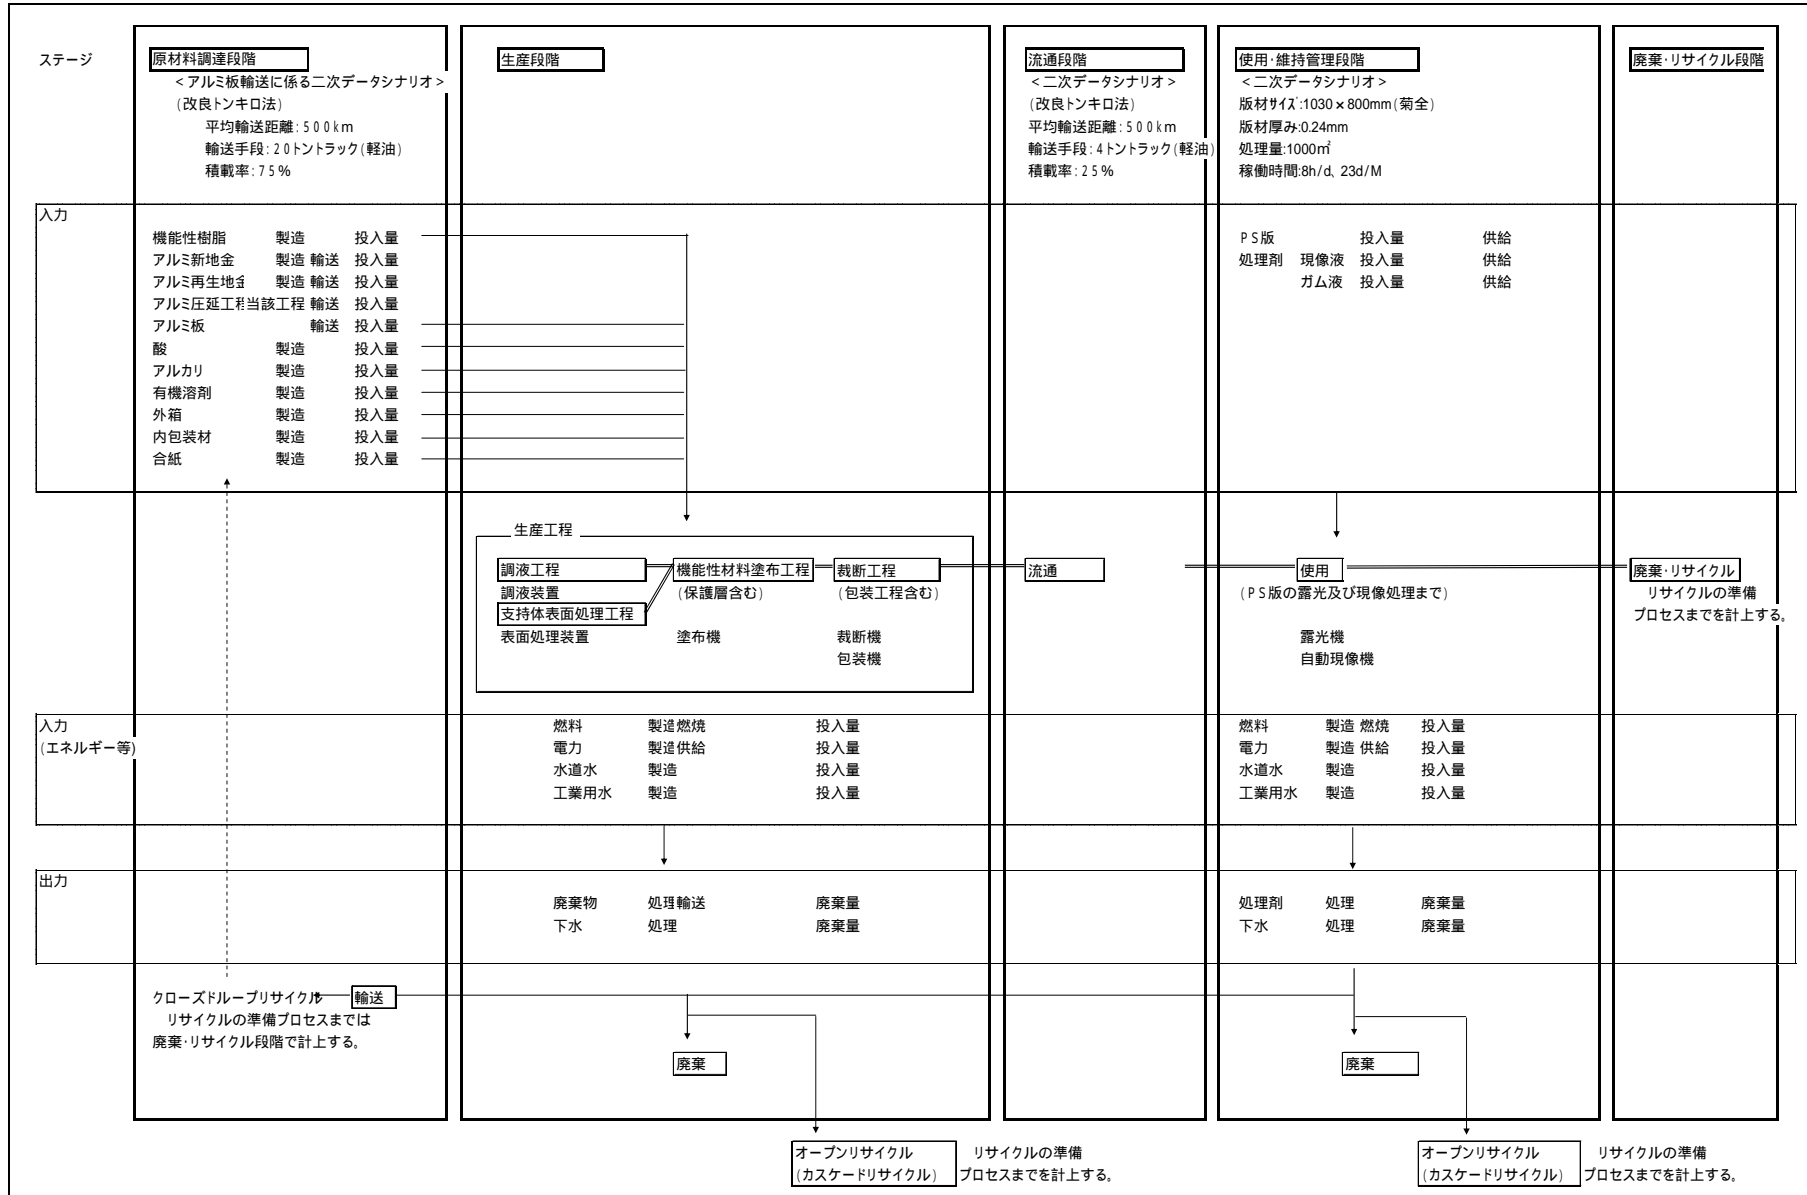 ステージ
原材料調達段階
<アルミ板輸送に係る二次データシナリオ>
(改良トンキロ法)
平均輸送距離:500km
輸送手段:20トントラック(軽油)
積載率:75%
生産段階
流通段階
<二次データシナリオ>
(改良トンキロ法)
平均輸送距離:500km
輸送手段:4トントラック(軽油)
積載率:25%
使用・維持管理段階
<二次データシナリオ>
版材サイズ:1030×800mm(菊全)
版材厚み:0.24mm
処理量:1000㎡
稼働時間:8h/d、23d/M
廃棄・リサイクル段階
入力
機能性樹脂 製造 投入量
アルミ新地金 製造 輸送 投入量
アルミ再生地金 製造 輸送 投入量
アルミ圧延工程 当該工程 輸送 投入量
アルミ板 輸送 投入量
酸 製造 投入量
アルカリ 製造 投入量
有機溶剤 製造 投入量
外箱 製造 投入量
内包装材 製造 投入量
合紙 製造 投入量
PS版 投入量 供給
処理剤 現像液 投入量 供給
ガム液 投入量 供給
生産工程
調液工程
調液装置
支持体表面処理工程
表面処理装置
機能性材料塗布工程
(保護層含む)
塗布機
裁断工程
(包装工程含む)
裁断機
包装機
流通
使用
(PS版の露光及び現像処理まで)
露光機
自動現像機
廃棄・リサイクル
リサイクルの準備
プロセスまでを計上する。
入力
(エネルギー等)
燃料 製造 燃焼 投入量
電力 製造 供給 投入量
水道水 製造 投入量
工業用水 製造 投入量
燃料 製造 燃焼 投入量
電力 製造 供給 投入量
水道水 製造 投入量
工業用水 製造 投入量
出力
廃棄物 処理 輸送 廃棄量
下水 処理 廃棄量
処理剤 処理 廃棄量
下水 処理 廃棄量
クローズドループリサイクル 輸送
リサイクルの準備プロセスまでは
廃棄・リサイクル段階で計上する。
廃棄
廃棄
オープンリサイクル
(カスケードリサイクル)
リサイクルの準備
プロセスまでを計上する。
オープンリサイクル
(カスケードリサイクル)
リサイクルの準備
プロセスまでを計上する。